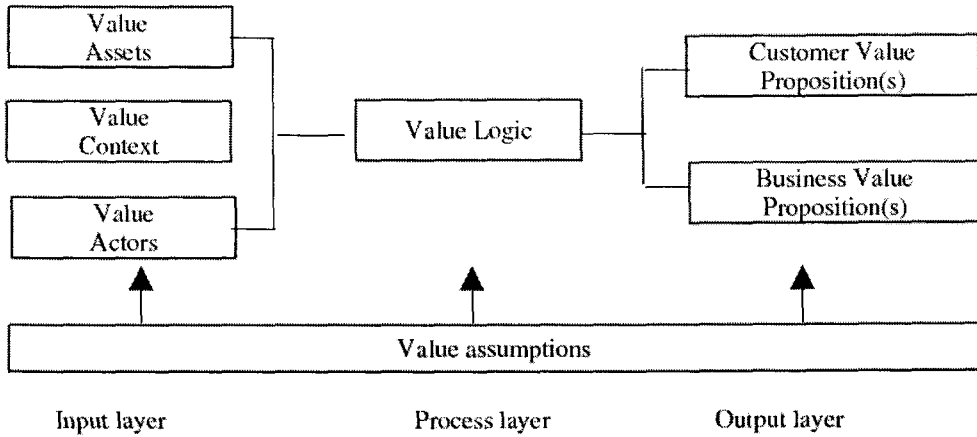 Value
Assets
Value
Context
Value
Actors
Value Logic
Customer Value
Proposition(s)
Business Value
Proposition(s)
Value assumptions
Input layer
Process layer
Output layer